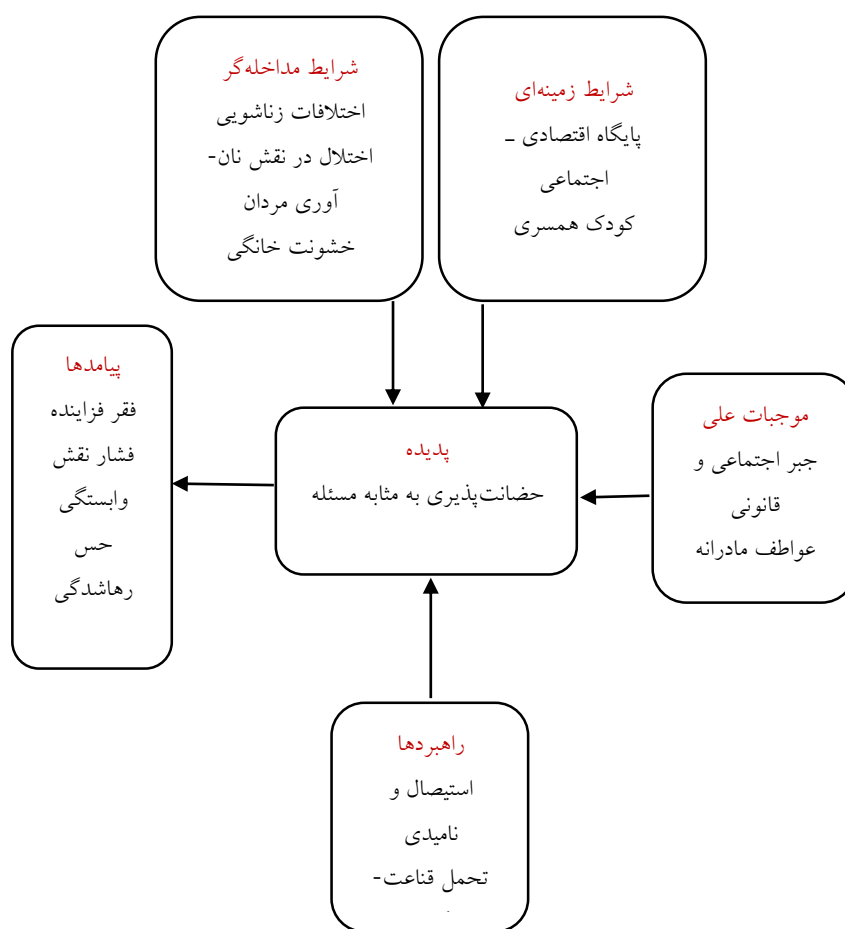 شرایط مداخله‌گر
اختلافات زناشویی
اختلال در نقش نان-
آوری مردان
خشونت خانگی
شرایط زمینه‌ای
پایگاه اقتصادی ـ
اجتماعی
کودک همسری
موجبات علی
جبر اجتماعی و
قانونی
عواطف مادرانه
پدیده
حضانت‌پذیری به مثابه مسئله
پیامدها
فقر فزاینده
فشار نقش
وابستگی
حس
رهاشدگی
راهبردها
استیصال و
نامیدی
تحمل قناعت-